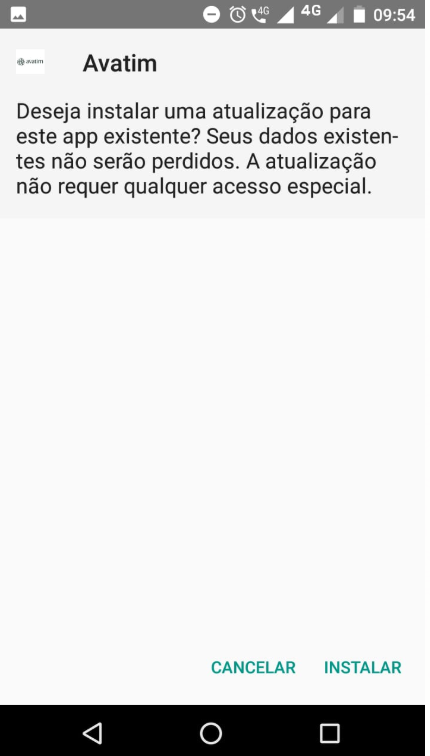 4G
4G
09:54
avatim
Avatim
Deseja instalar uma atualização para
este app existente? Seus dados existen-
tes não serão perdidos. A atualização
não requer qualquer acesso especial.
CANCELAR
INSTALAR